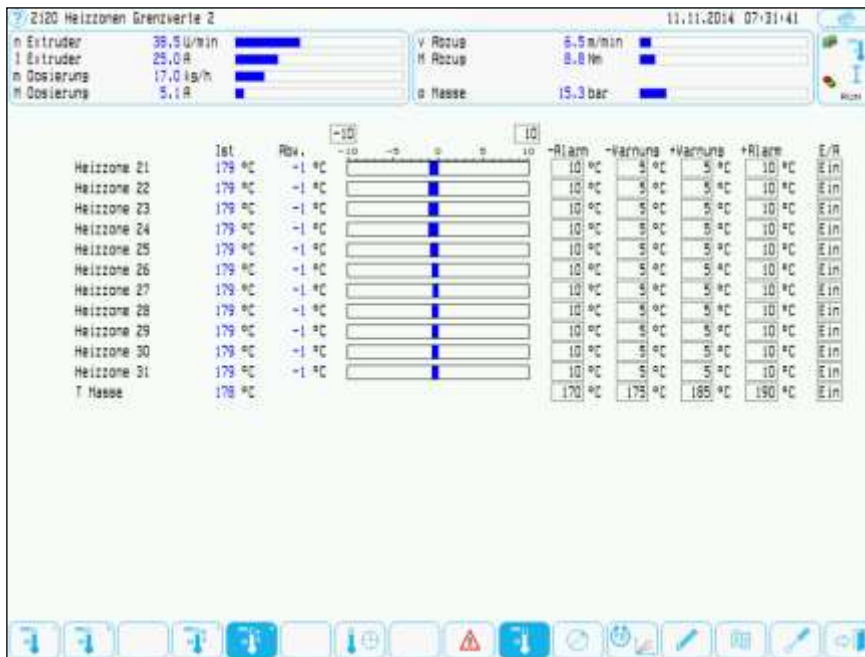 ? 2120 Heizzonen Grenzwerte 2 11.11.2014 07:31:41
n Extruder 38.5 U/min v Abzug 6.5 m/min
I Extruder 25.0 A M Abzug 8.8 Nm
m Dosierung 17.0 kg/h
M Dosierung 5.1 A p Masse 15.3 bar
-10 10
Ist Abw. -10 -5 0 5 10 -Alarm -Warnung +Warnung +Alarm E/A
Heizzone 21 179 °C -1 °C 10 °C 5 °C 5 °C 10 °C Ein
Heizzone 22 179 °C -1 °C 10 °C 5 °C 5 °C 10 °C Ein
Heizzone 23 179 °C -1 °C 10 °C 5 °C 5 °C 10 °C Ein
Heizzone 24 179 °C -1 °C 10 °C 5 °C 5 °C 10 °C Ein
Heizzone 25 179 °C -1 °C 10 °C 5 °C 5 °C 10 °C Ein
Heizzone 26 179 °C -1 °C 10 °C 5 °C 5 °C 10 °C Ein
Heizzone 27 179 °C -1 °C 10 °C 5 °C 5 °C 10 °C Ein
Heizzone 28 179 °C -1 °C 10 °C 5 °C 5 °C 10 °C Ein
Heizzone 29 179 °C -1 °C 10 °C 5 °C 5 °C 10 °C Ein
Heizzone 30 179 °C -1 °C 10 °C 5 °C 5 °C 10 °C Ein
Heizzone 31 179 °C -1 °C 10 °C 5 °C 5 °C 10 °C Ein
T Masse 178 °C 170 °C 175 °C 185 °C 190 °C Ein